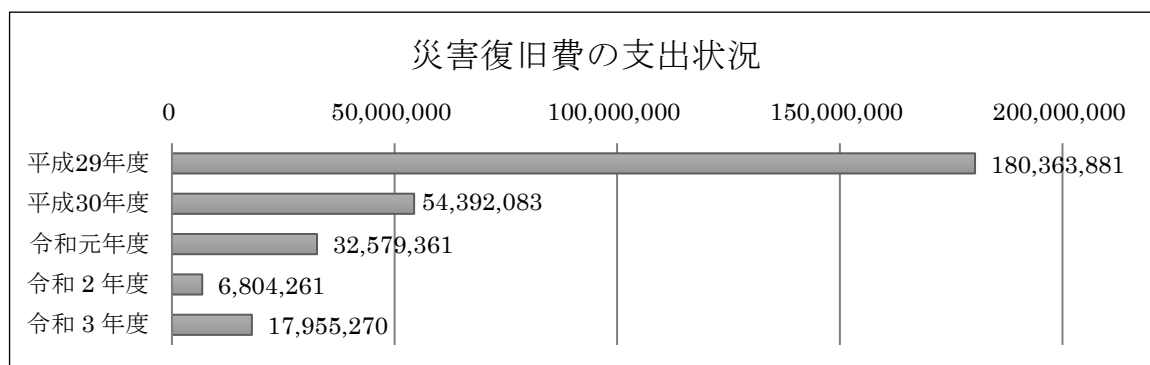 災害復旧費の支出状況
0 50,000,000 100,000,000 150,000,000 200,000,000
平成29年度 180,363,881
平成30年度 54,392,083
令和元年度 32,579,361
令和 2 年度 6,804,261
令和 3 年度 17,955,270